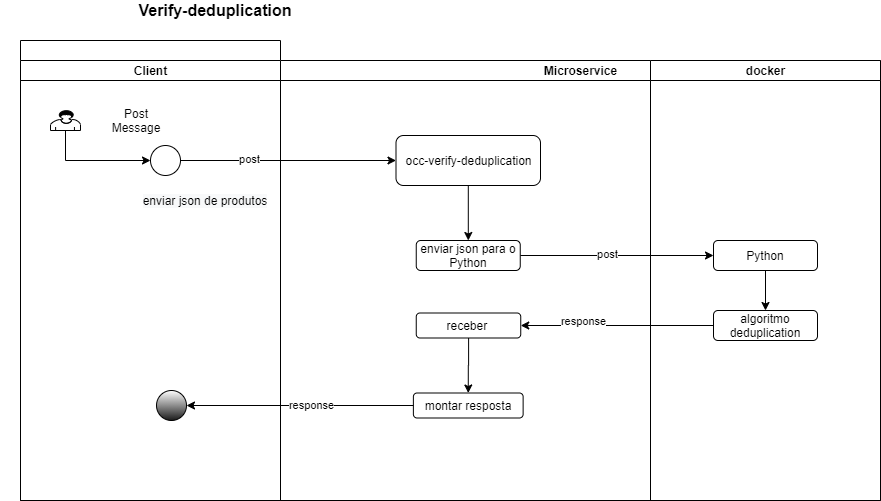 Verify-deduplication
Client
Microservice
docker
Post
Message
post
occ-verify-deduplication
enviar json de produtos
enviar json para o
Python
post
Python
receber
response
algoritmo
deduplication
response
montar resposta